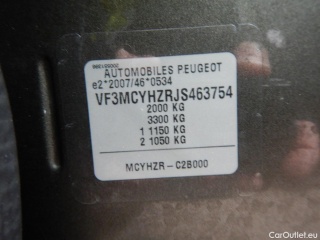 AUTOMOBILES PEUGEOT
e2*2007/46*0534
VF3MCYHZRJS463754
2000 KG
3300 KG
1 1150 KG
2 1050 KG
MCYHZR-C2B000
CarOutlet.eu